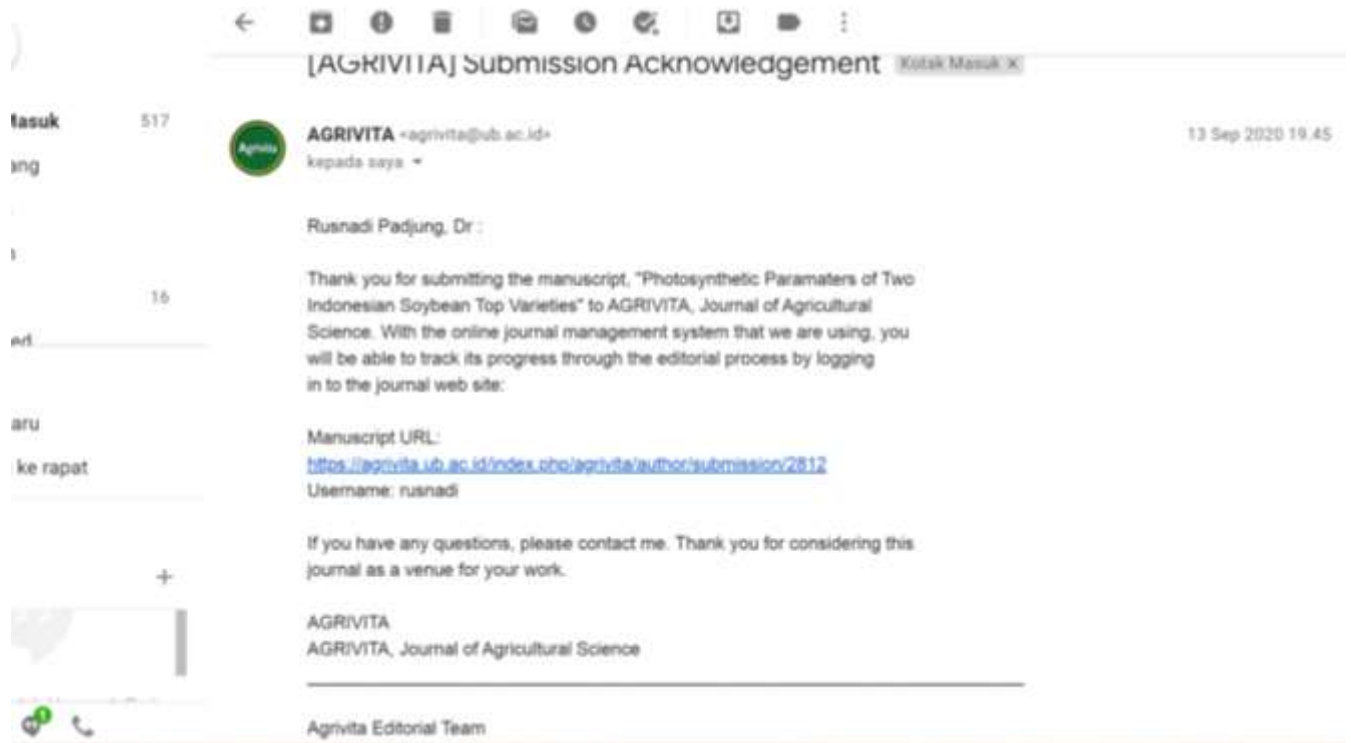 [AGRIVITA] Submission Acknowledgement Kotak Masuk ×
Masuk 517
AGRIVITA <agrivita@ub.ac.id> 13 Sep 2020 19.45
Agrivita
ang
kepada saya
Rusnadi Padjung, Dr :
Thank you for submitting the manuscript, "Photosynthetic Paramaters of Two
Indonesian Soybean Top Varieties" to AGRIVITA, Journal of Agricultural
16
Science. With the online journal management system that we are using, you
ed
will be able to track its progress through the editorial process by logging
in to the journal web site:
aru
Manuscript URL:
ke rapat
https://agrivita.ub.ac.id/index.php/agrivita/author/submission/2812
Username: rusnadi
If you have any questions, please contact me. Thank you for considering this
journal as a venue for your work.
+
AGRIVITA
AGRIVITA, Journal of Agricultural Science
1
Agrivita Editorial Team